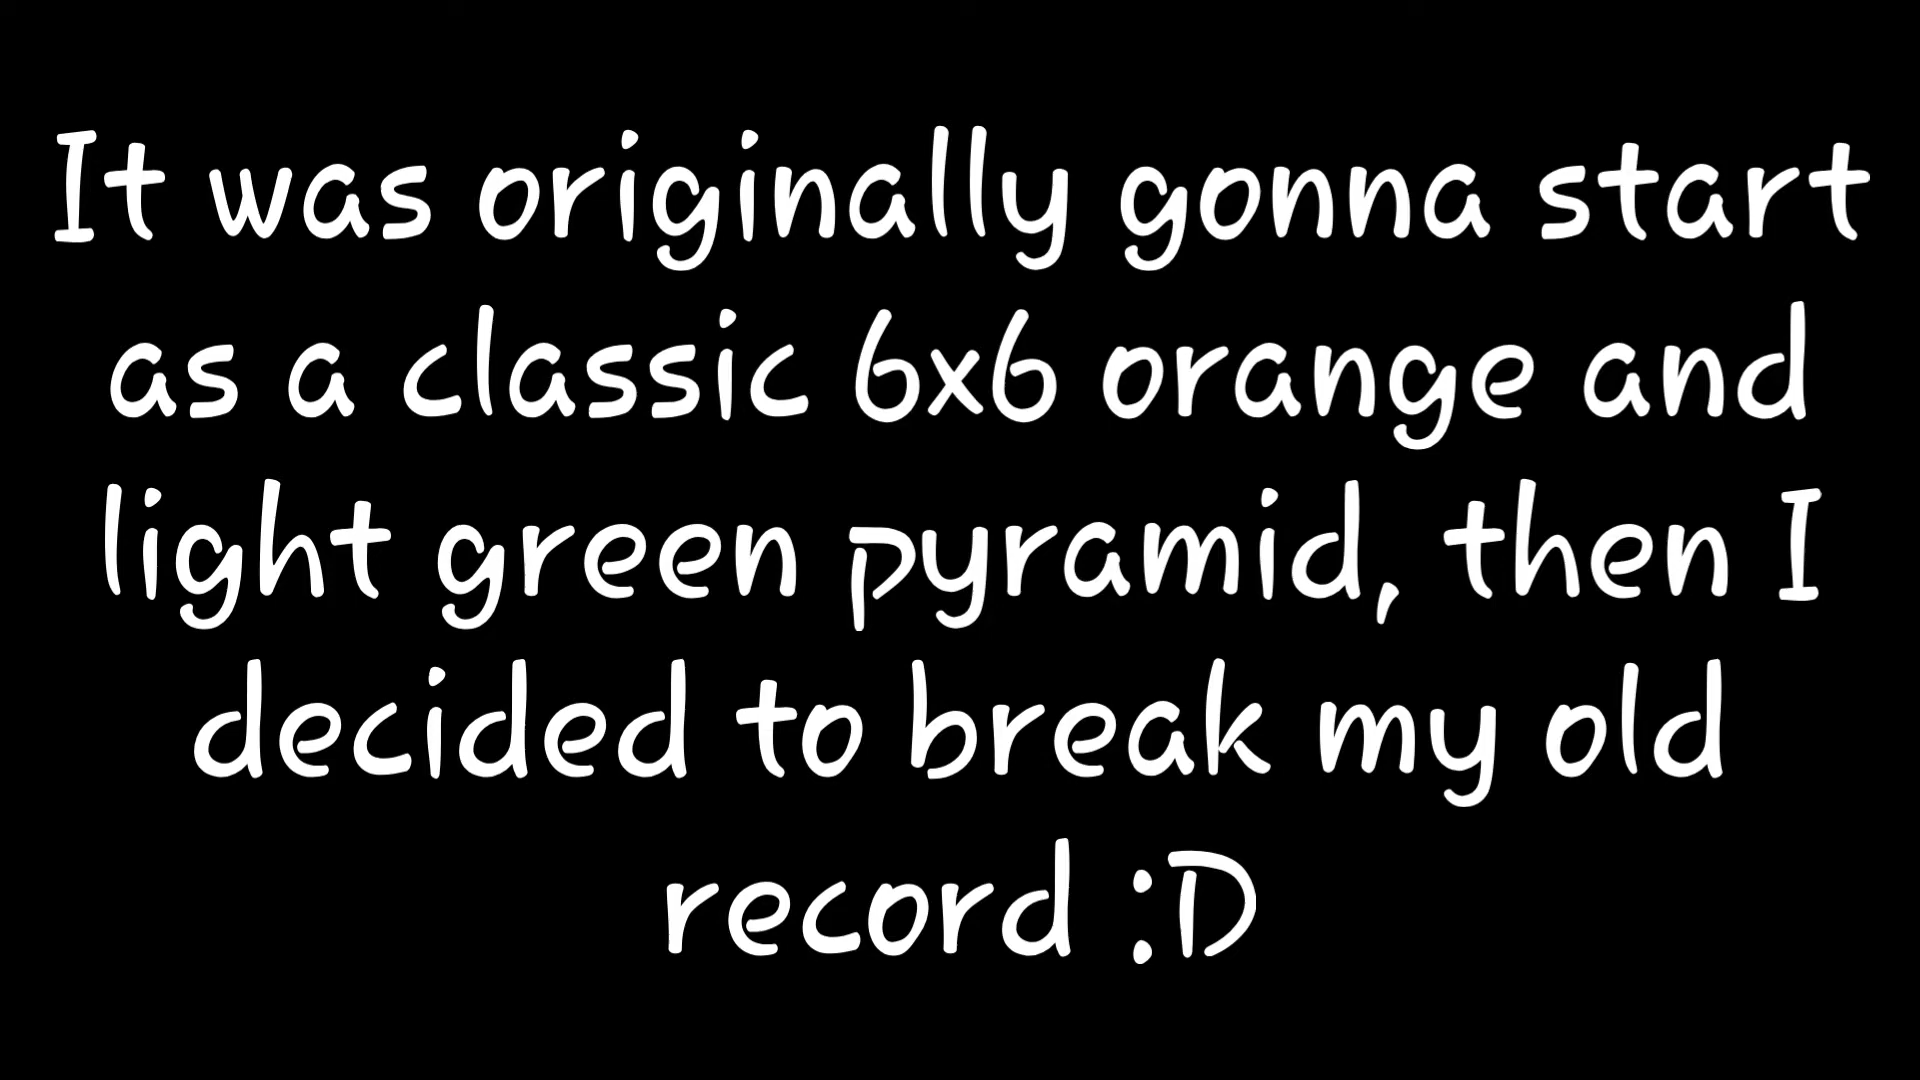 It was originally gonna start
as a classic 6x6 orange and
light green pyramid, then I
decided to break my old
record :D